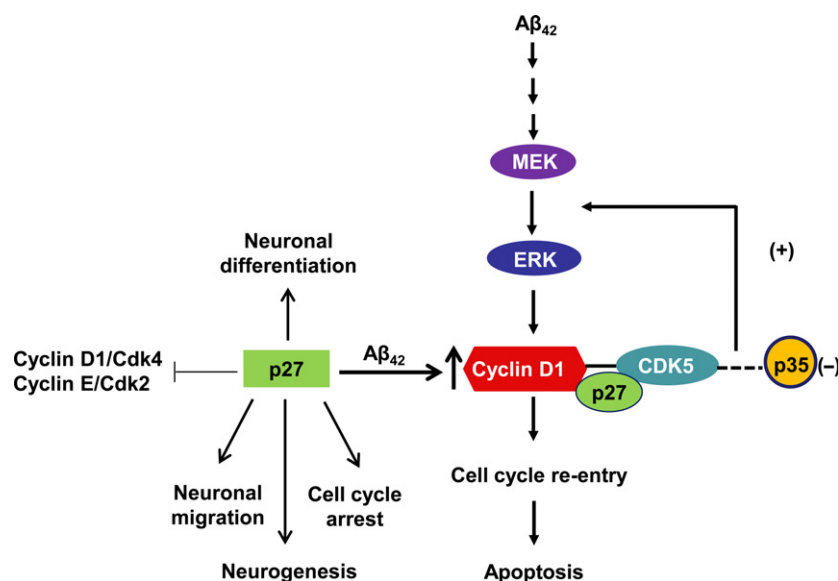 Aβ42
MEK
(+)
Neuronal
differentiation
ERK
Cyclin D1/Cdk4
Cyclin E/Cdk2
p27
Aβ42
Cyclin D1
CDK5
p35
(–)
p27
Neuronal
migration
Cell cycle
arrest
Cell cycle re-entry
Neurogenesis
Apoptosis